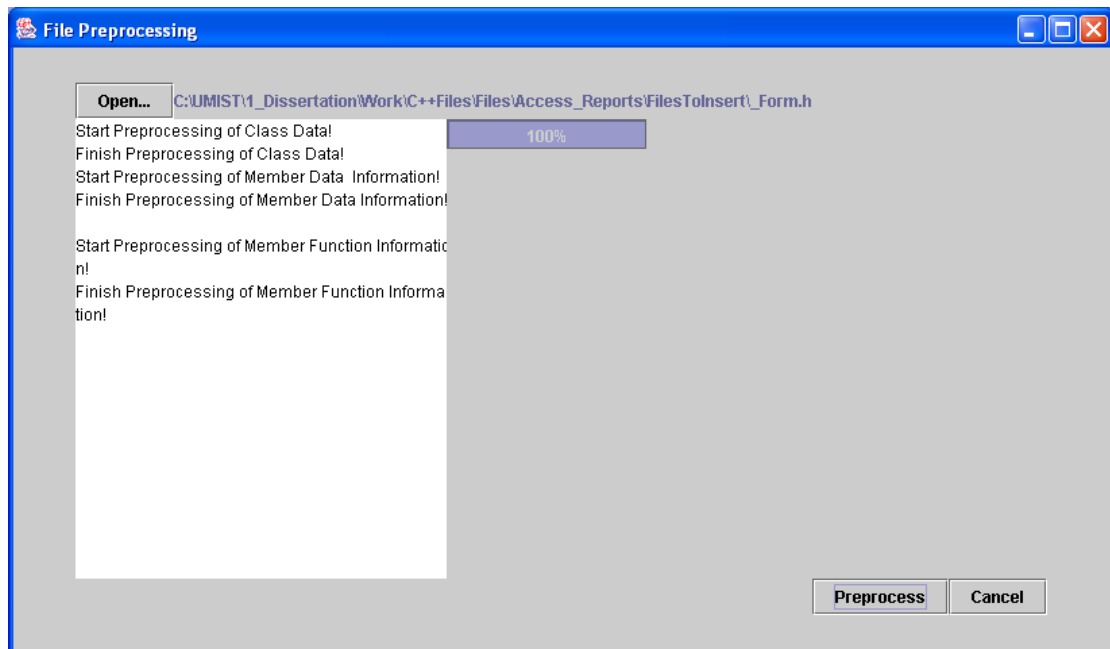 File Preprocessing
Open... C:\UMIST\1_Dissertation\Work\C++Files\Files\Access_Reports\FilesToInsert\_Form.h
Start Preprocessing of Class Data!
100%
Finish Preprocessing of Class Data!
Start Preprocessing of Member Data  Information!
Finish Preprocessing of Member Data Information!
Start Preprocessing of Member Function Informatio
n!
Finish Preprocessing of Member Function Informa
tion!
Preprocess Cancel